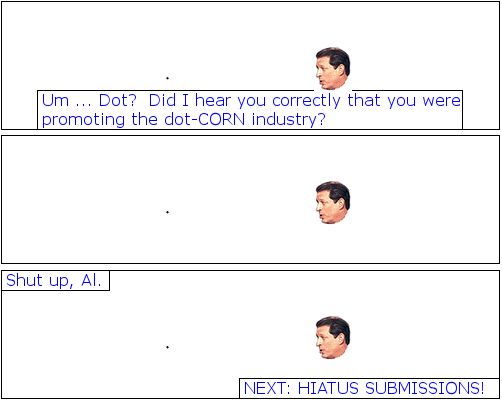 Um ... Dot?  Did I hear you correctly that you were
promoting the dot-CORN industry?
Shut up, Al.
NEXT: HIATUS SUBMISSIONS!